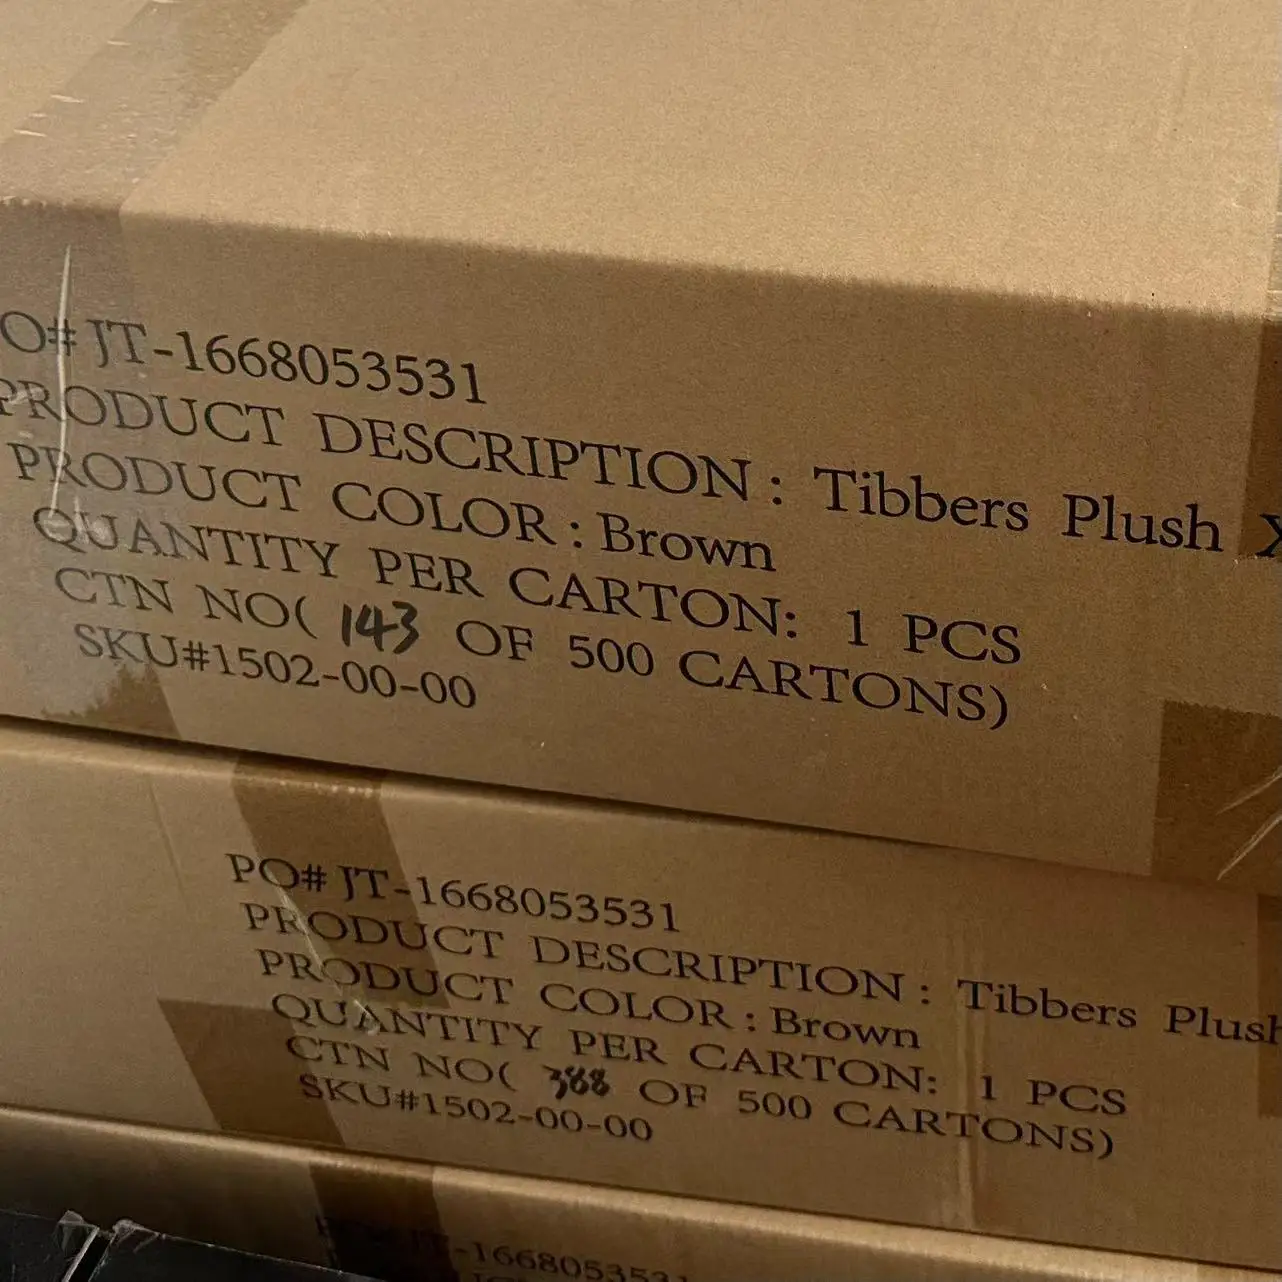 O# JT-1668053531
PRODUCT DESCRIPTION : Tibbers Plush X
PRODUCT COLOR : Brown
QUANTITY PER CARTON: 1 PCS
CTN NO( 143 OF 500 CARTONS)
SKU#1502-00-00
PO# JT-1668053531
PRODUCT DESCRIPTION : Tibbers Plush
PRODUCT COLOR : Brown
QUANTITY PER CARTON: 1 PCS
CTN NO( 388 OF 500 CARTONS)
SKU#1502-00-00
-1668053531